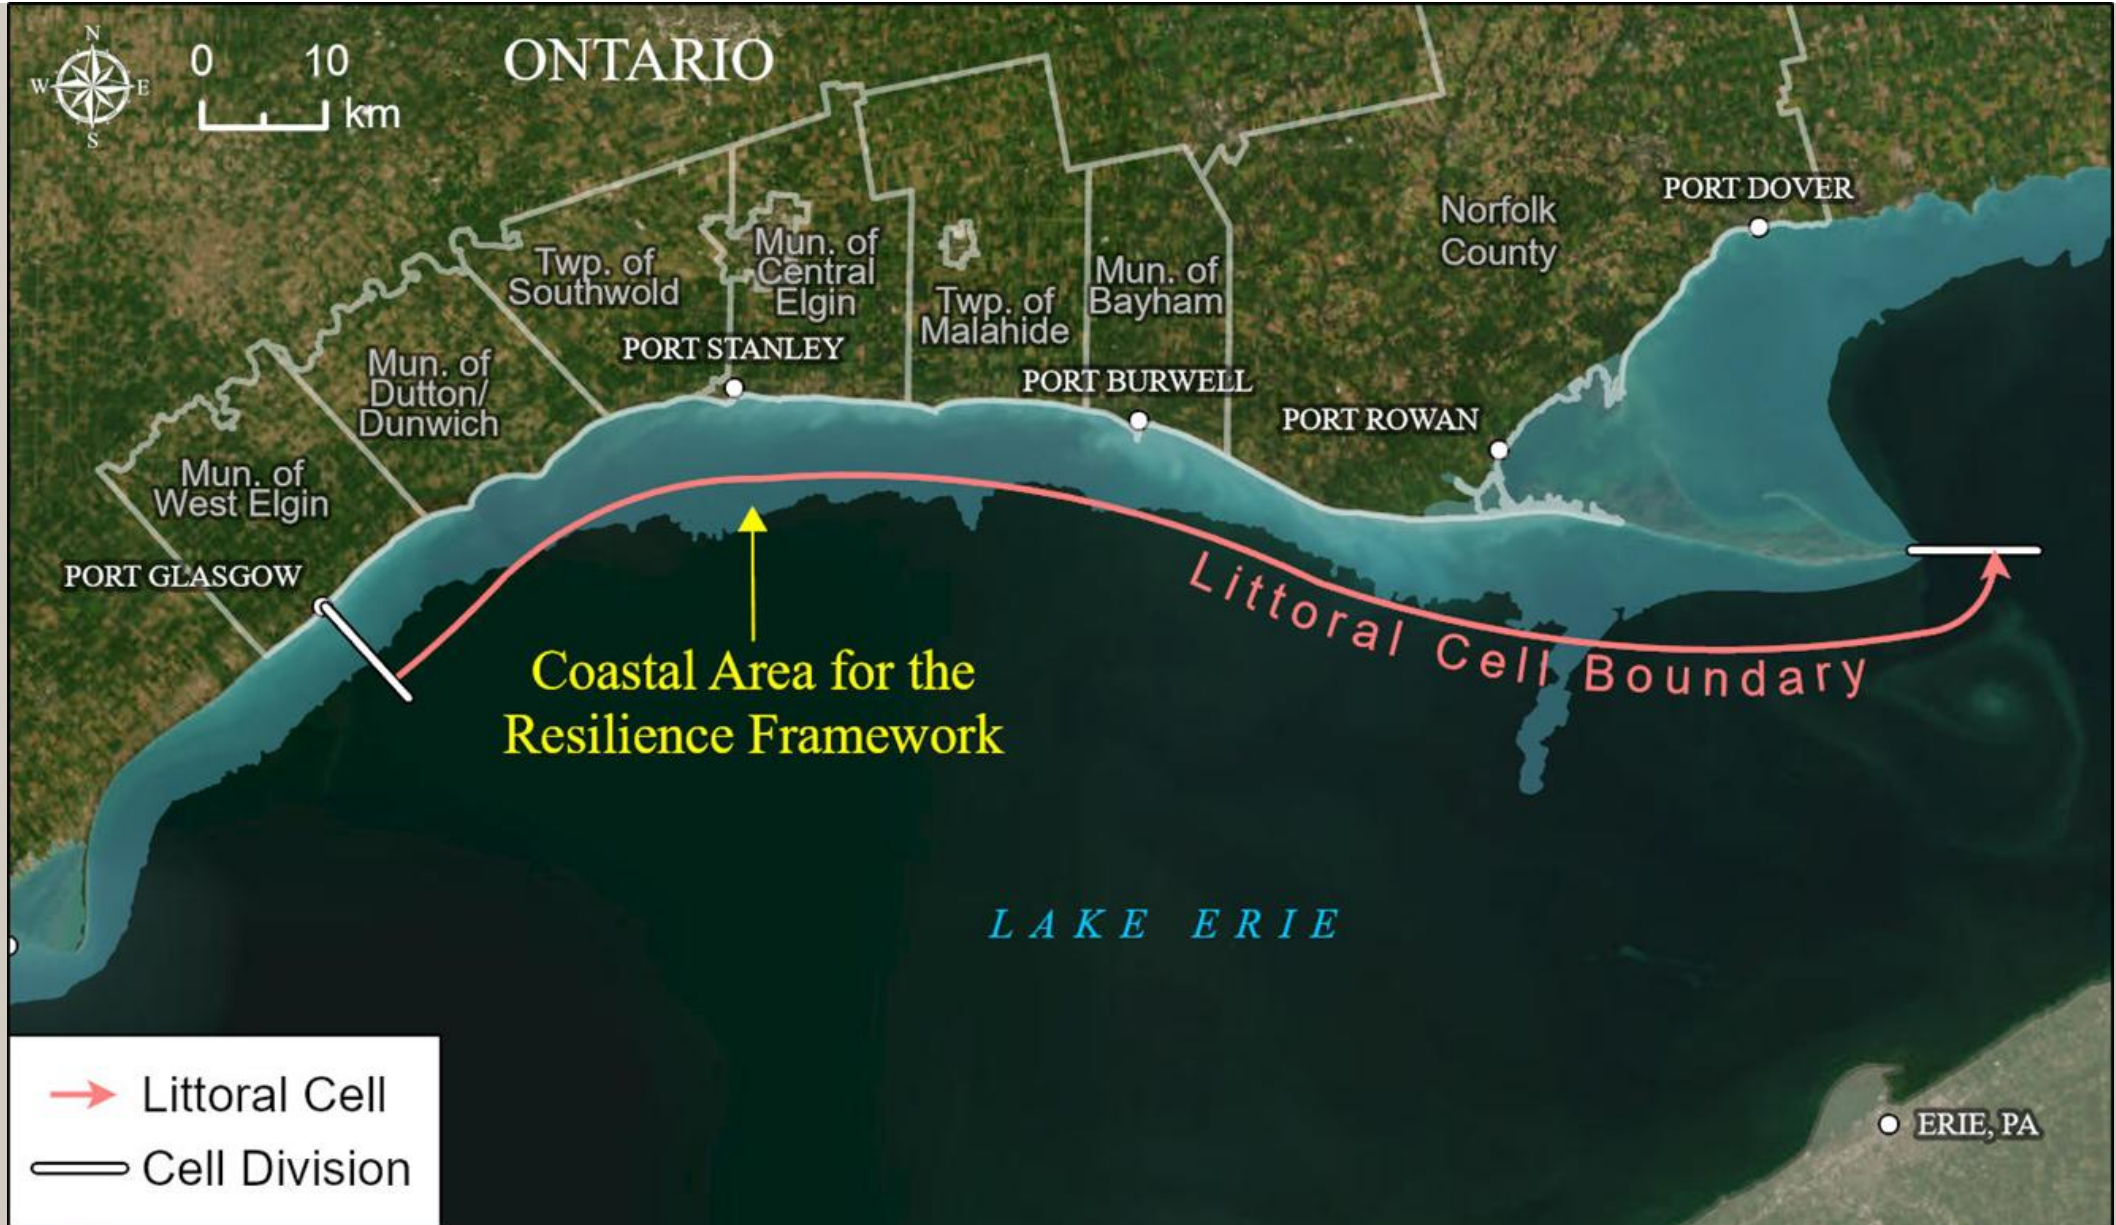 N
W
E
S
0 10
km
ONTARIO
PORT DOVER
Norfolk
County
Mun. of
Central
Elgin
Twp. of
Southwold
Mun. of
Bayham
Twp. of
Malahide
PORT STANLEY
Mun. of
Dutton/
Dunwich
PORT BURWELL
PORT ROWAN
Mun. of
West Elgin
PORT GLASGOW
Littoral Cell Boundary
Coastal Area for the
Resilience Framework
LAKE ERIE
Littoral Cell
Cell Division
ERIE, PA